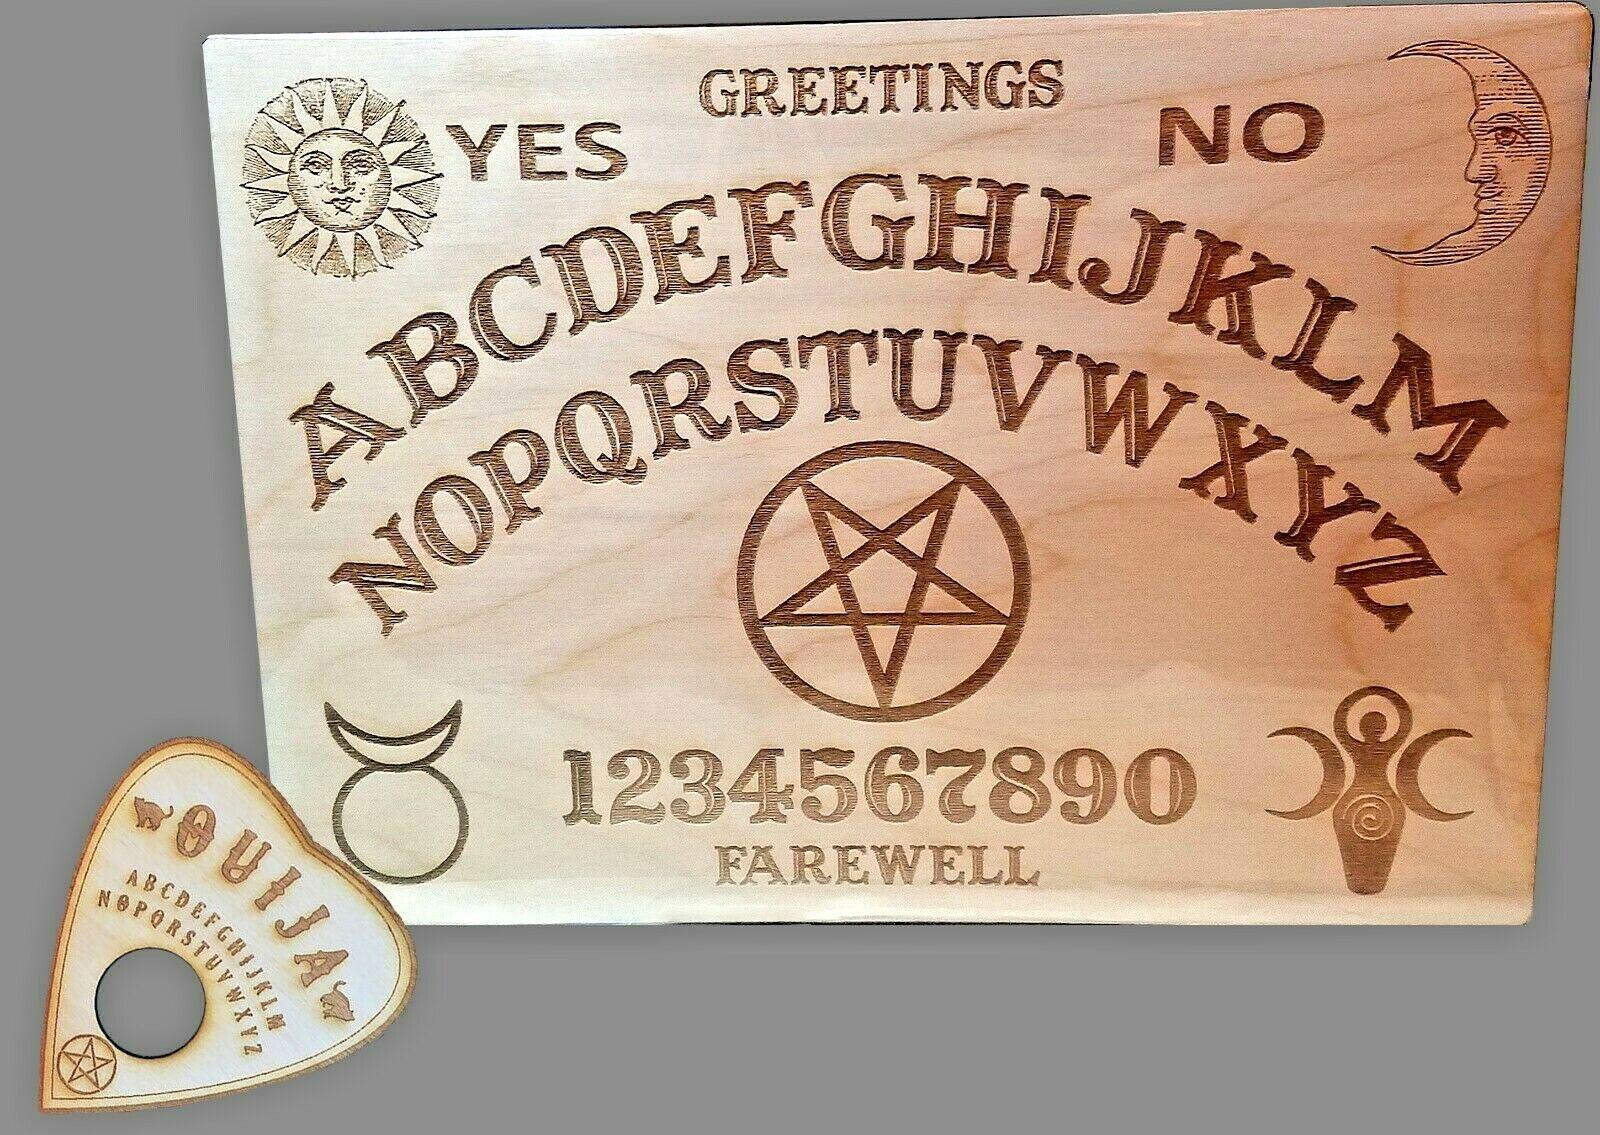 GREETINGS
YES
NO
ABCDEFGHIJKLM
NOPQRSTUVWXYZ
1234567890
FAREWELL
OUIJA
ABCDEFGHIJKLM
NOPQRSTUVWXYZ